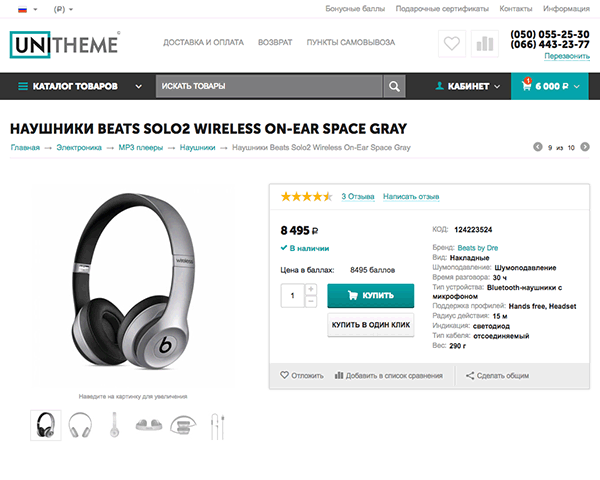 (₽)
Бонусные баллы Подарочные сертификаты Контакты Информация
UNITHEME®
ДОСТАВКА И ОПЛАТА ВОЗВРАТ ПУНКТЫ САМОВЫВОЗА
(050) 055-25-30
(066) 443-23-77
Перезвонить
КАТАЛОГ ТОВАРОВ
ИСКАТЬ ТОВАРЫ
КАБИНЕТ
1
6 000 ₽
НАУШНИКИ BEATS SOLO2 WIRELESS ON-EAR SPACE GRAY
Главная → Электроника → MP3 плееры → Наушники → Наушники Beats Solo2 Wireless On-Ear Space Gray
9 из 10
wireless
b
Наведите на картинку для увеличения
3 Отзыва Написать отзыв
8 495 ₽
В наличии
Цена в баллах: 8495 баллов
1
+
−
КУПИТЬ
КУПИТЬ В ОДИН КЛИК
КОД: 124223524
Бренд: Beats by Dre
Вид: Накладные
Шумоподавление: Шумоподавление
Время разговора: 30 ч
Тип устройства: Bluetooth-наушники с
микрофоном
Поддержка профилей: Hands free, Headset
Радиус действия: 15 м
Индикация: светодиод
Тип кабеля: отсоединяемый
Вес: 290 г
Отложить Добавить в список сравнения Сделать общим